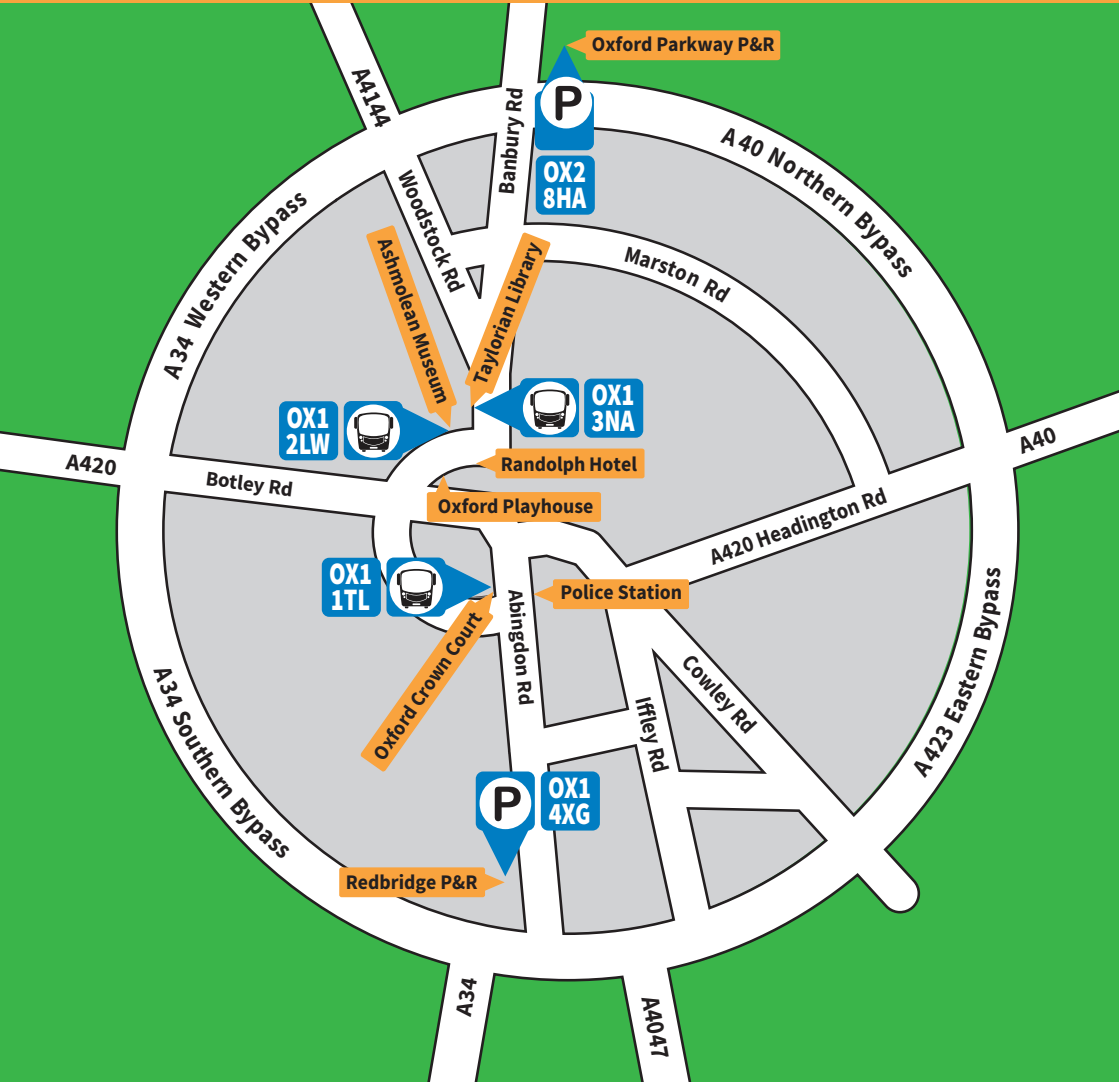 Oxford Parkway P&R
A4144
Banbury Rd
P
A 40 Northern Bypass
OX2
8HA
Woodstock Rd
A 34 Western Bypass
Ashmolean Museum
Taylorian Library
Marston Rd
OX1
2LW
OX1
3NA
A40
A420
Botley Rd
Randolph Hotel
Oxford Playhouse
A420 Headington Rd
OX1
1TL
Abingdon Rd
Police Station
Oxford Crown Court
A 423 Eastern Bypass
Cowley Rd
Iffley Rd
A 34 Southern Bypass
P
OX1
4XG
Redbridge P&R
A34
A4047